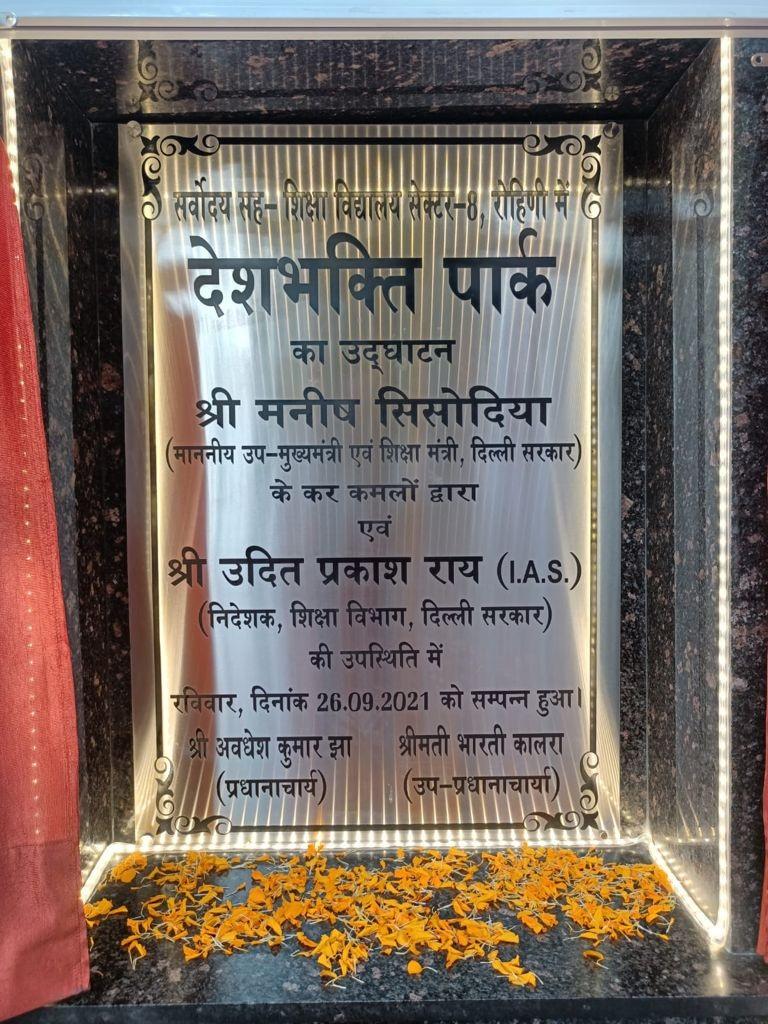 सर्वोदय सह- शिक्षा विद्यालय सेक्टर-8, रोहिणी में
देशभक्ति पार्क
का उद्‌घाटन
श्री मनीष सिसोदिया
(माननीय उप-मुख्यमंत्री एवं शिक्षा मंत्री, दिल्ली सरकार)
के कर कमलों द्वारा
एवं
श्री उदित प्रकाश राय (I.A.S.)
(निदेशक, शिक्षा विभाग, दिल्ली सरकार)
की उपस्थिति में
रविवार, दिनांक 26.09.2021 को सम्पन्न हुआ।
श्री अवधेश कुमार झा श्रीमती भारती कालरा
(प्रधानाचार्य) (उप-प्रधानाचार्या)